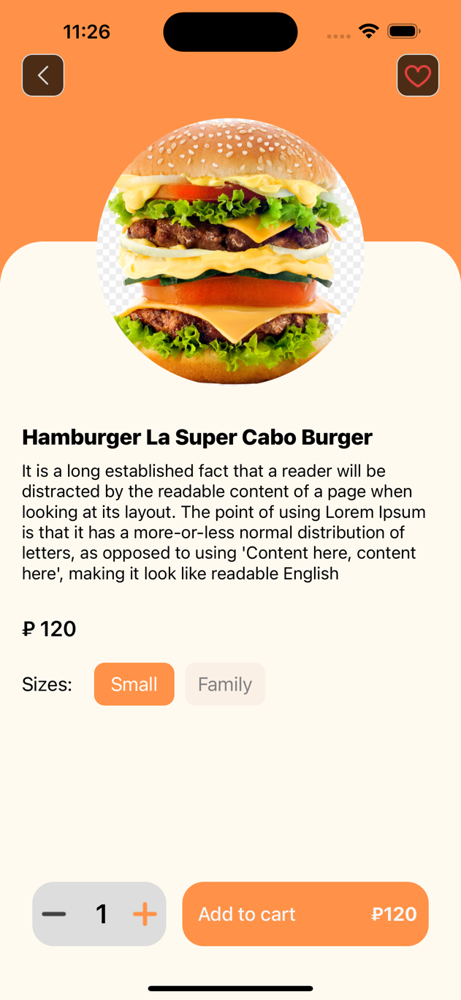 11:26
Hamburger La Super Cabo Burger
It is a long established fact that a reader will be
distracted by the readable content of a page when
looking at its layout. The point of using Lorem Ipsum
is that it has a more-or-less normal distribution of
letters, as opposed to using 'Content here, content
here', making it look like readable English
₽ 120
Sizes: Small Family
1 Add to cart ₽120